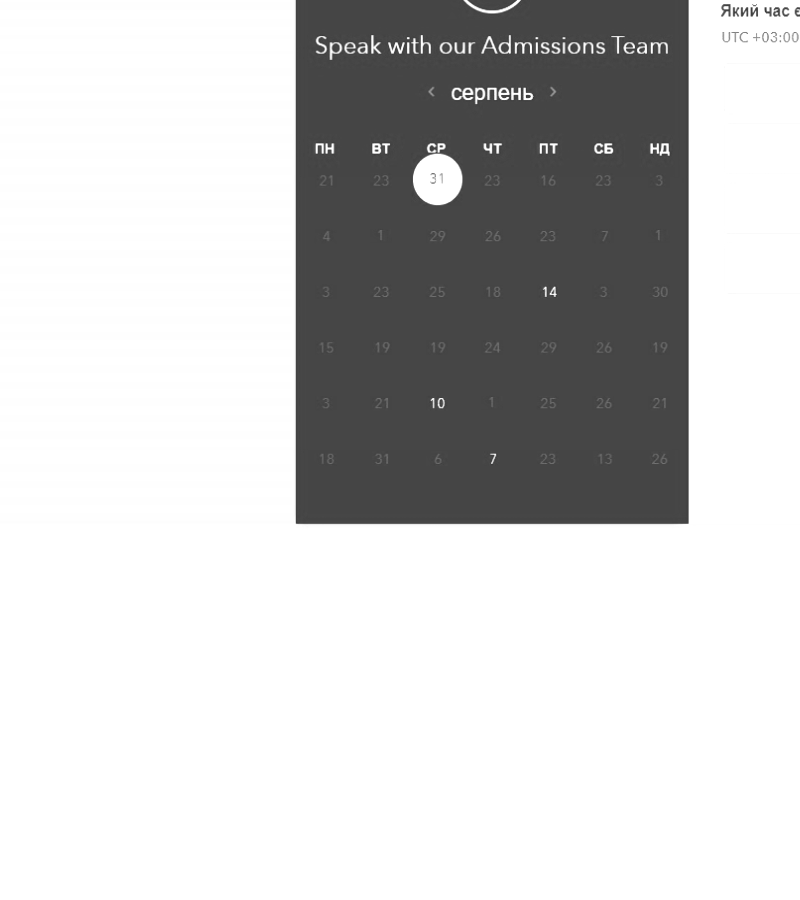 Який час є
UTC +03:00
Speak with our Admissions Team
‹ серпень ›
ПН ВТ СР ЧТ ПТ СБ НД
21 23 31 23 16 23 3
4 1 29 26 23 7 1
3 23 25 18 14 3 30
15 19 19 24 29 26 19
3 21 10 1 25 26 21
18 31 6 7 23 13 26